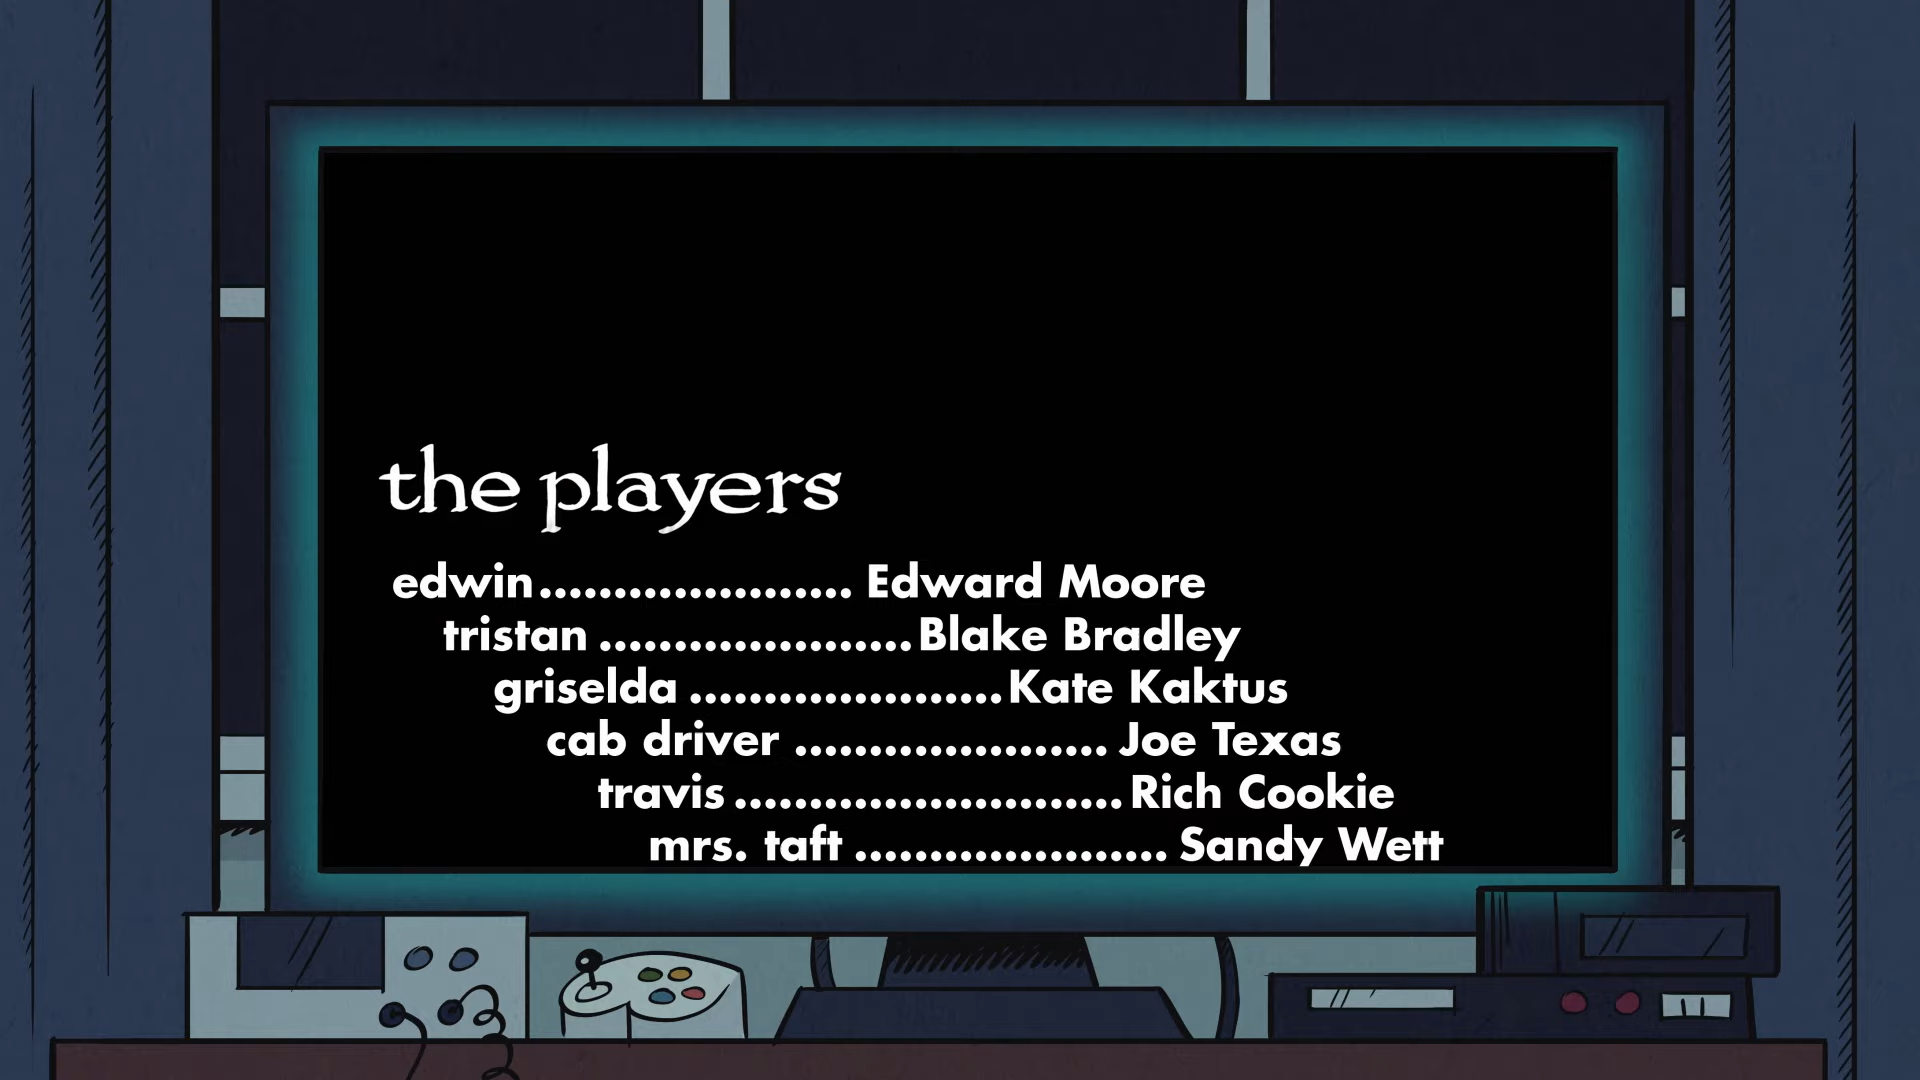 the players
edwin..................... Edward Moore
tristan .....................Blake Bradley
griselda .....................Kate Kaktus
cab driver ..................... Joe Texas
travis ..........................Rich Cookie
mrs. taft ..................... Sandy Wett